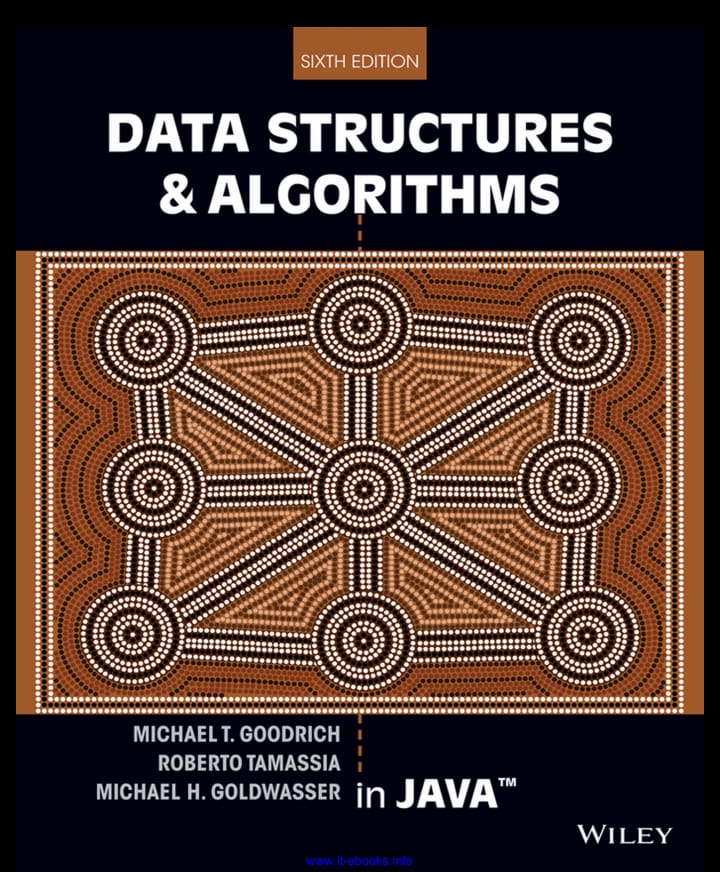 SIXTH EDITION
DATA STRUCTURES
& ALGORITHMS
MICHAEL T. GOODRICH
ROBERTO TAMASSIA
MICHAEL H. GOLDWASSER
in JAVA™
WILEY
www.it-ebooks.info